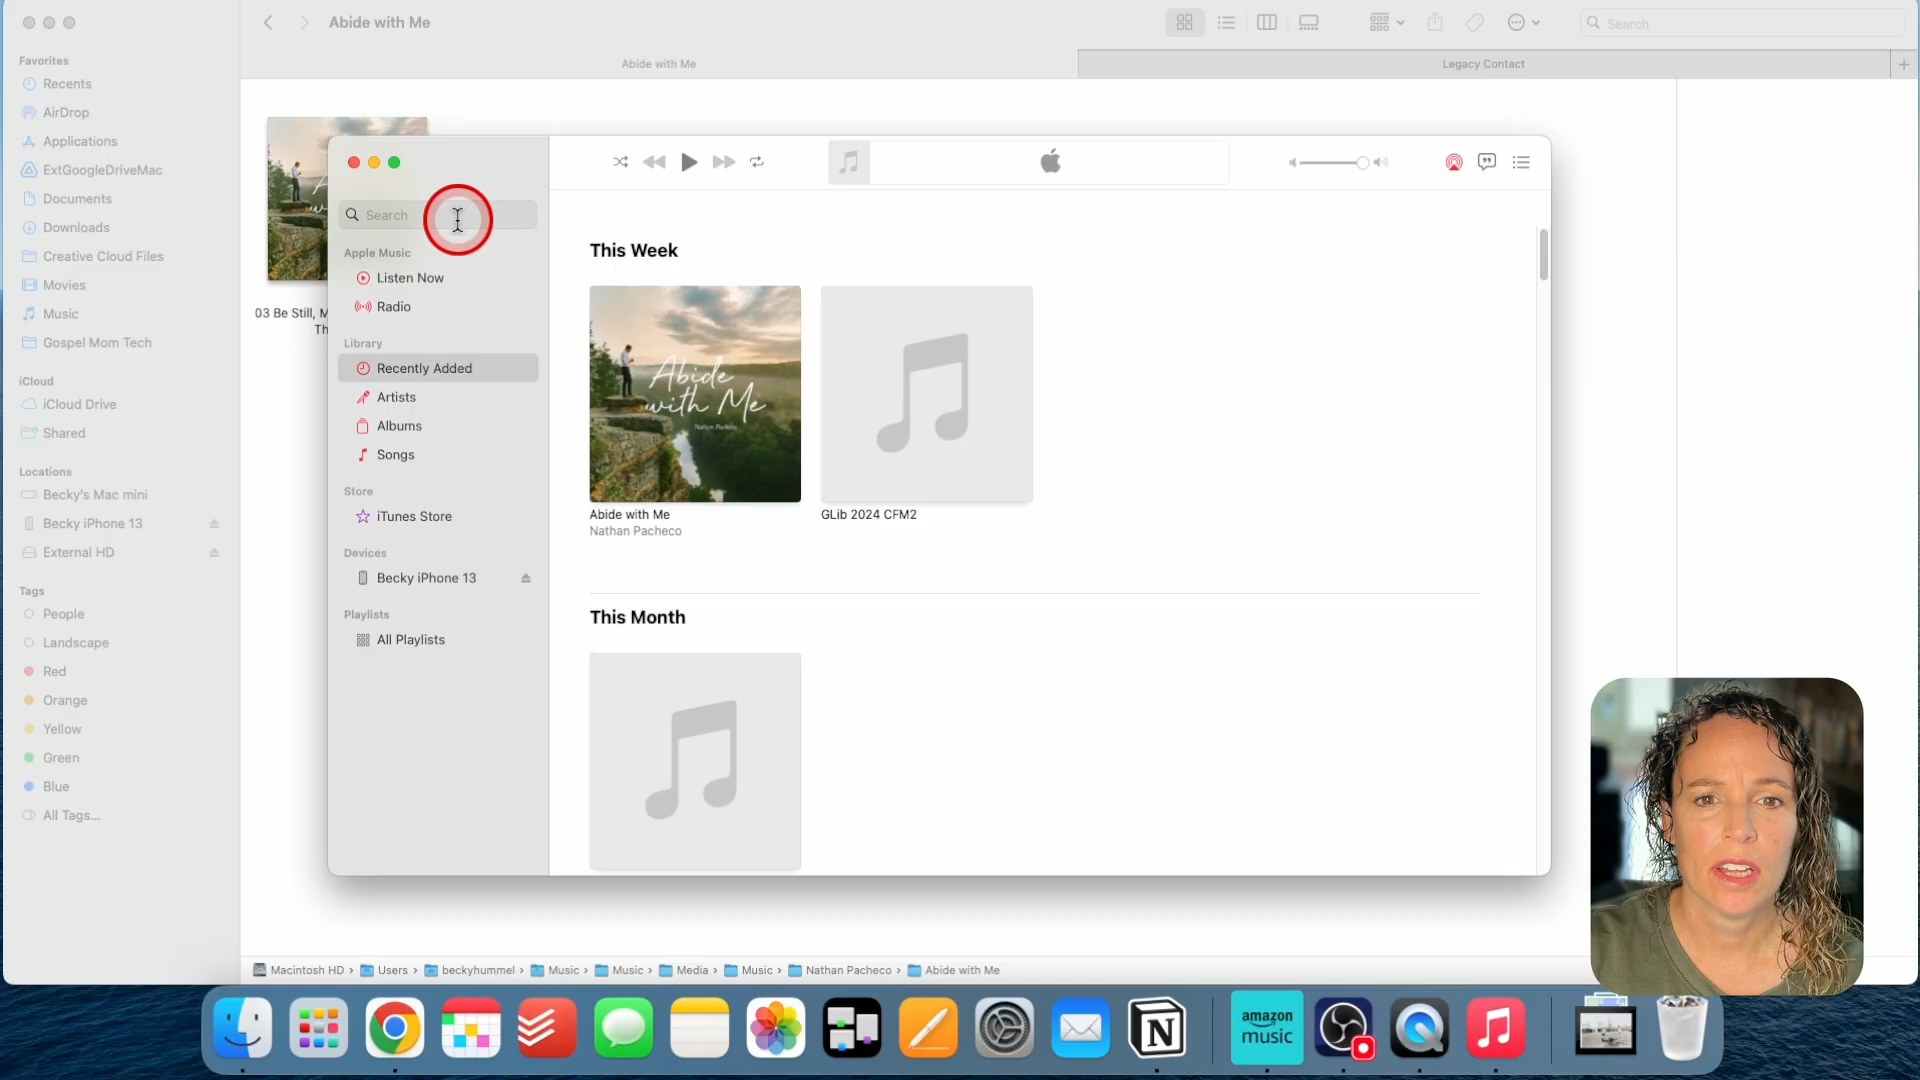 Abide with Me
Search
Abide with Me
Legacy Contact
Favorites
Recents
AirDrop
Applications
ExtGoogleDriveMac
Documents
Downloads
Creative Cloud Files
Movies
Music
Gospel Mom Tech
iCloud
iCloud Drive
Shared
Locations
Becky's Mac mini
Becky iPhone 13
External HD
Tags
People
Landscape
Red
Orange
Yellow
Green
Blue
All Tags...
03 Be Still, M
Th
Search
Apple Music
Listen Now
Radio
Library
Recently Added
Artists
Albums
Songs
Store
iTunes Store
Devices
Becky iPhone 13
Playlists
All Playlists
This Week
Abide
with Me
Nathan Pacheco
Abide with Me
Nathan Pacheco
GLib 2024 CFM2
This Month
Macintosh HD › Users › beckyhummel › Music › Music › Media › Music › Nathan Pacheco › Abide with Me
N
amazon
music